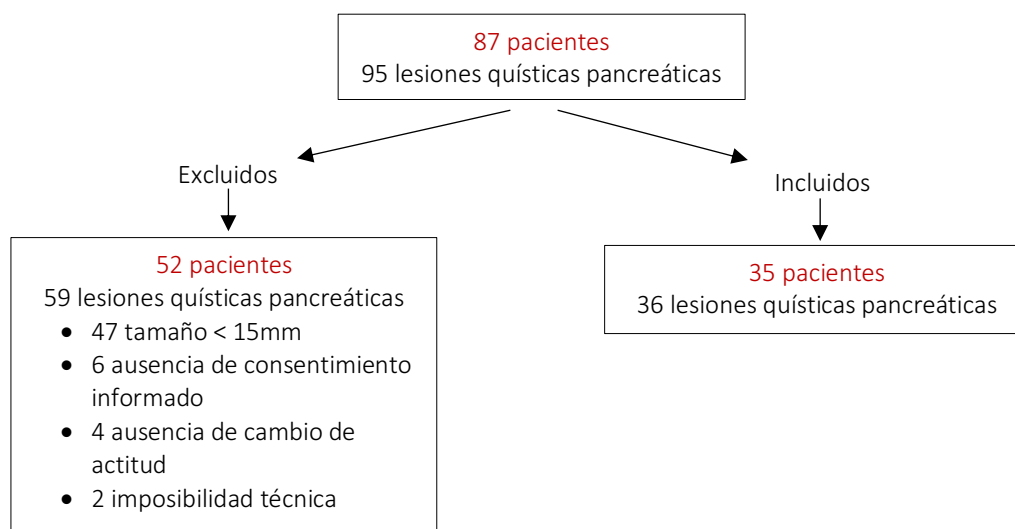 87 pacientes
95 lesiones quísticas pancreáticas
Excluidos
Incluidos
52 pacientes
59 lesiones quísticas pancreáticas
• 47 tamaño < 15mm
• 6 ausencia de consentimiento
informado
• 4 ausencia de cambio de
actitud
• 2 imposibilidad técnica
35 pacientes
36 lesiones quísticas pancreáticas